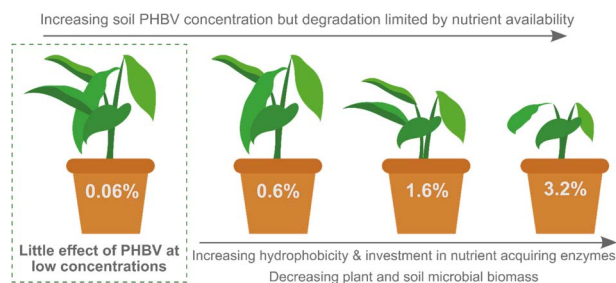 Increasing soil PHBV concentration but degradation limited by nutrient availability
0.06%
0.6%
1.6%
3.2%
Little effect of PHBV at
low concentrations
Increasing hydrophobicity & investment in nutrient acquiring enzymes
Decreasing plant and soil microbial biomass